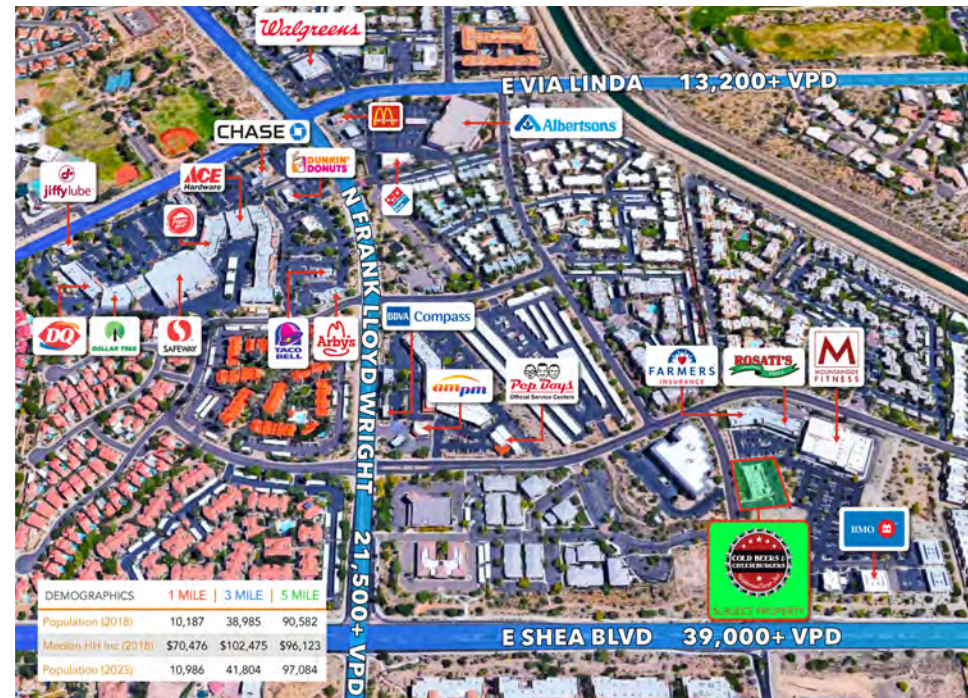 Walgreens
E VIA LINDA 13,200+ VPD
Albertsons
CHASE
DUNKIN'
DONUTS
jiffylube
ACE
Hardware
N FRANK LLOYD WRIGHT 21,500+ VPD
DQ
DOLLAR TREE
SAFEWAY
TACO
BELL
Arby's
BBVA Compass
ampm
Pep Boys
Official Service Centers
FARMERS
INSURANCE
ROSATI'S
PIZZA
M
MOUNTAINSIDE
FITNESS
BMO
COLD BEERS &
CHEESEBURGERS
SUBJECT PROPERTY
E SHEA BLVD 39,000+ VPD
DEMOGRAPHICS 1 MILE | 3 MILE | 5 MILE
Population (2018) 10,187 38,985 90,582
Median HH Inc (2018) $70,476 $102,475 $96,123
Population (2023) 10,986 41,804 97,084